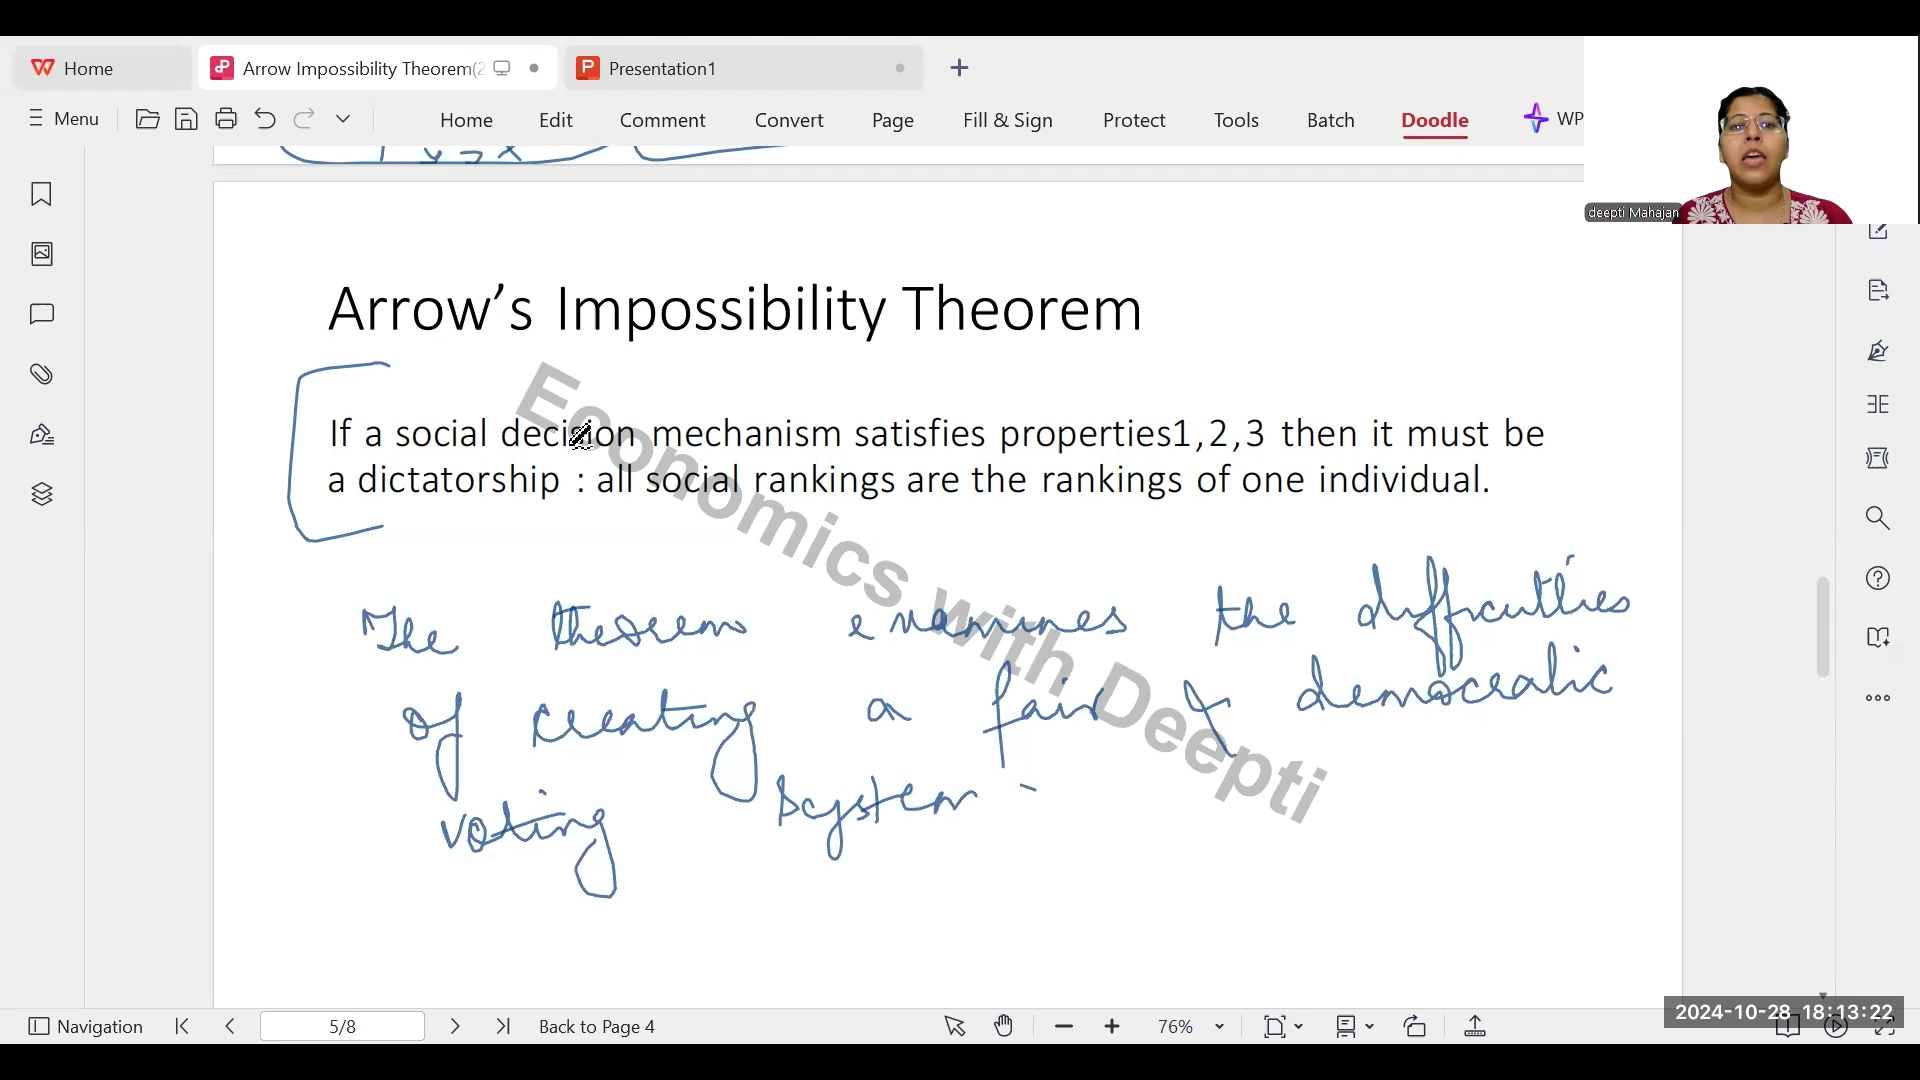 Home
Arrow Impossibility Theorem(2
Presentation1
Menu
Home Edit Comment Convert Page Fill & Sign Protect Tools Batch Doodle WP
deepti Mahajan
y > x
Arrow’s Impossibility Theorem
If a social decision mechanism satisfies properties1,2,3 then it must be
a dictatorship : all social rankings are the rankings of one individual.
Economics with Deepti
The theorem examines the difficulties
of creating a fair & democratic
voting system
Navigation 5/8 Back to Page 4 76%
2024-10-28 18:13:22